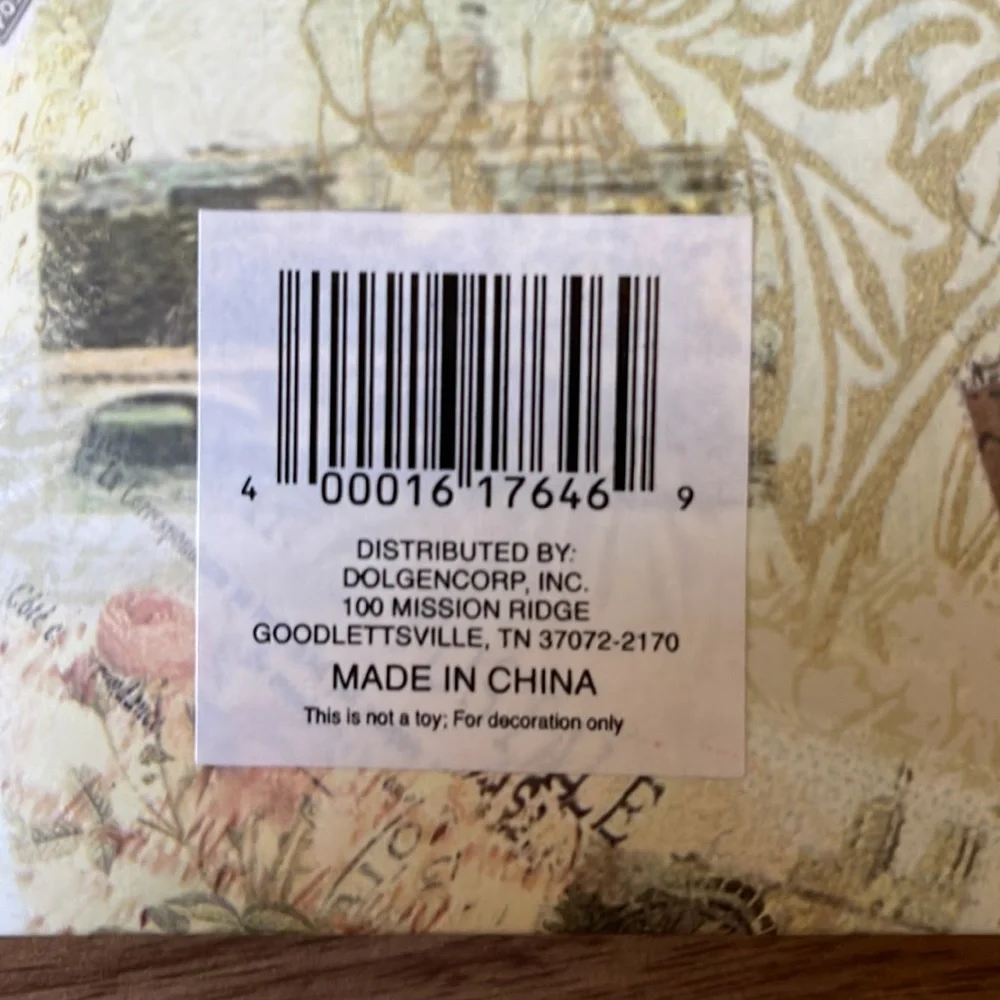 4 00016 17646 9
DISTRIBUTED BY:
DOLGENCORP, INC.
100 MISSION RIDGE
GOODLETTSVILLE, TN 37072-2170
MADE IN CHINA
This is not a toy; For decoration only